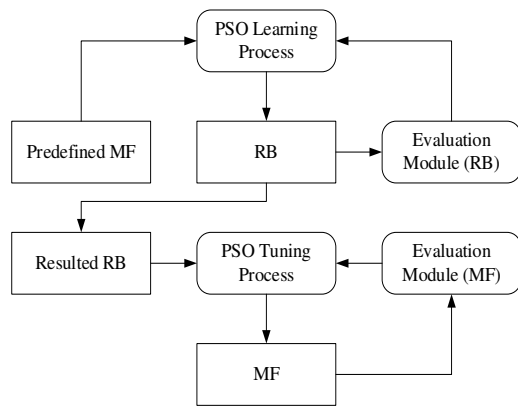 PSO Learning
Process
Predefined MF
RB
Evaluation
Module (RB)
Resulted RB
PSO Tuning
Process
Evaluation
Module (MF)
MF